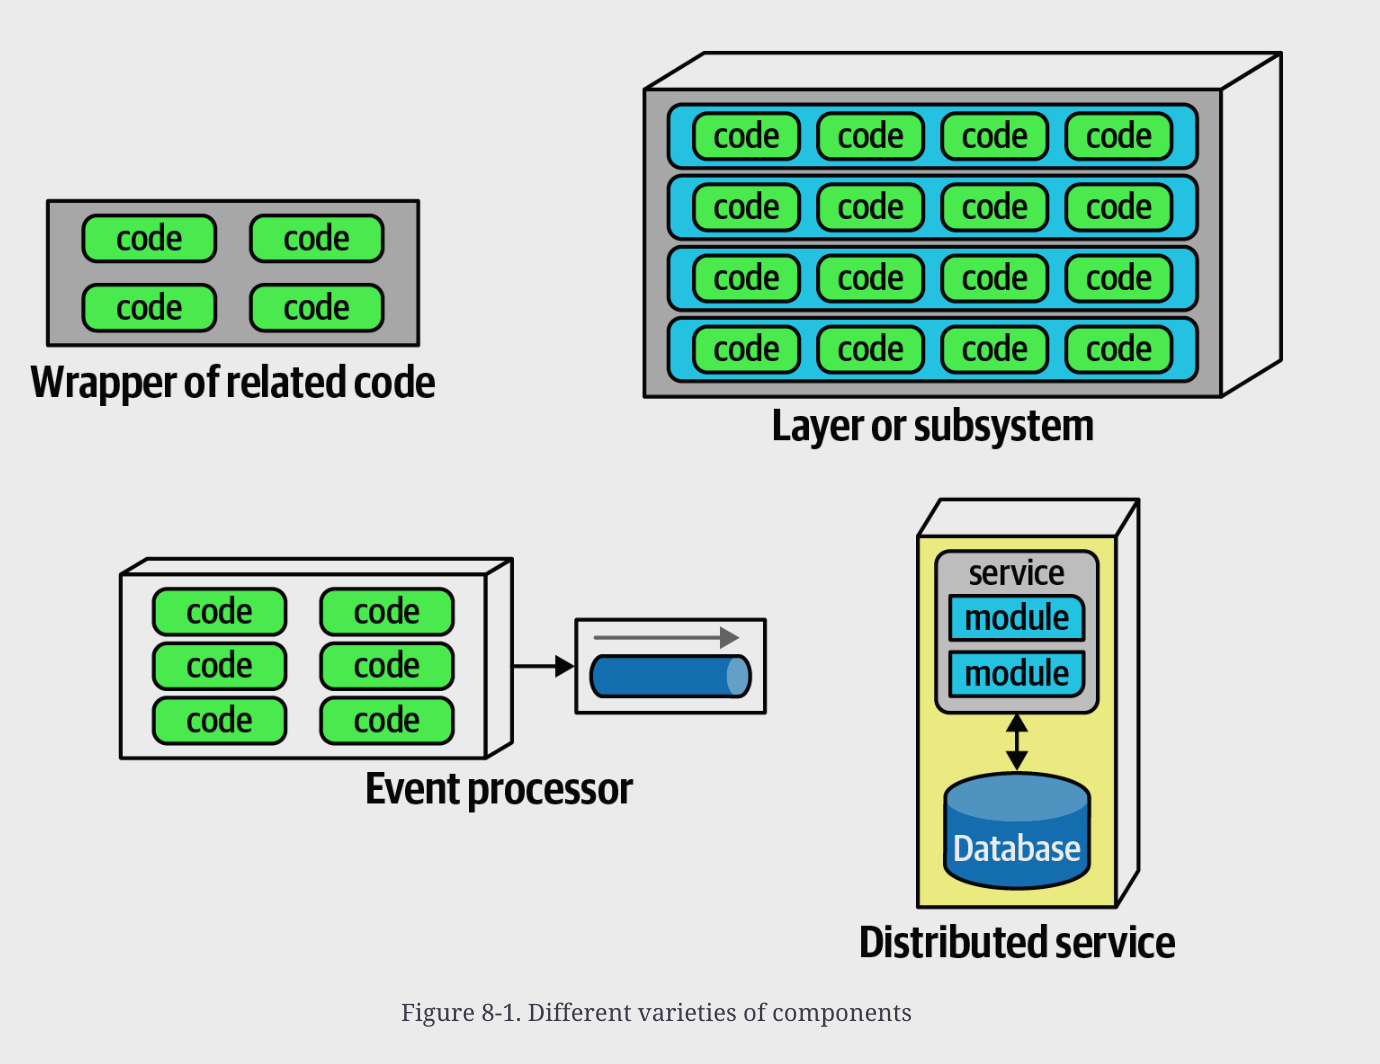 code code code code
code code code code
code code code code
code code code code
Layer or subsystem
code code
code code
Wrapper of related code
code code
code code
code code
Event processor
service
module
module
Database
Distributed service
Figure 8-1. Different varieties of components